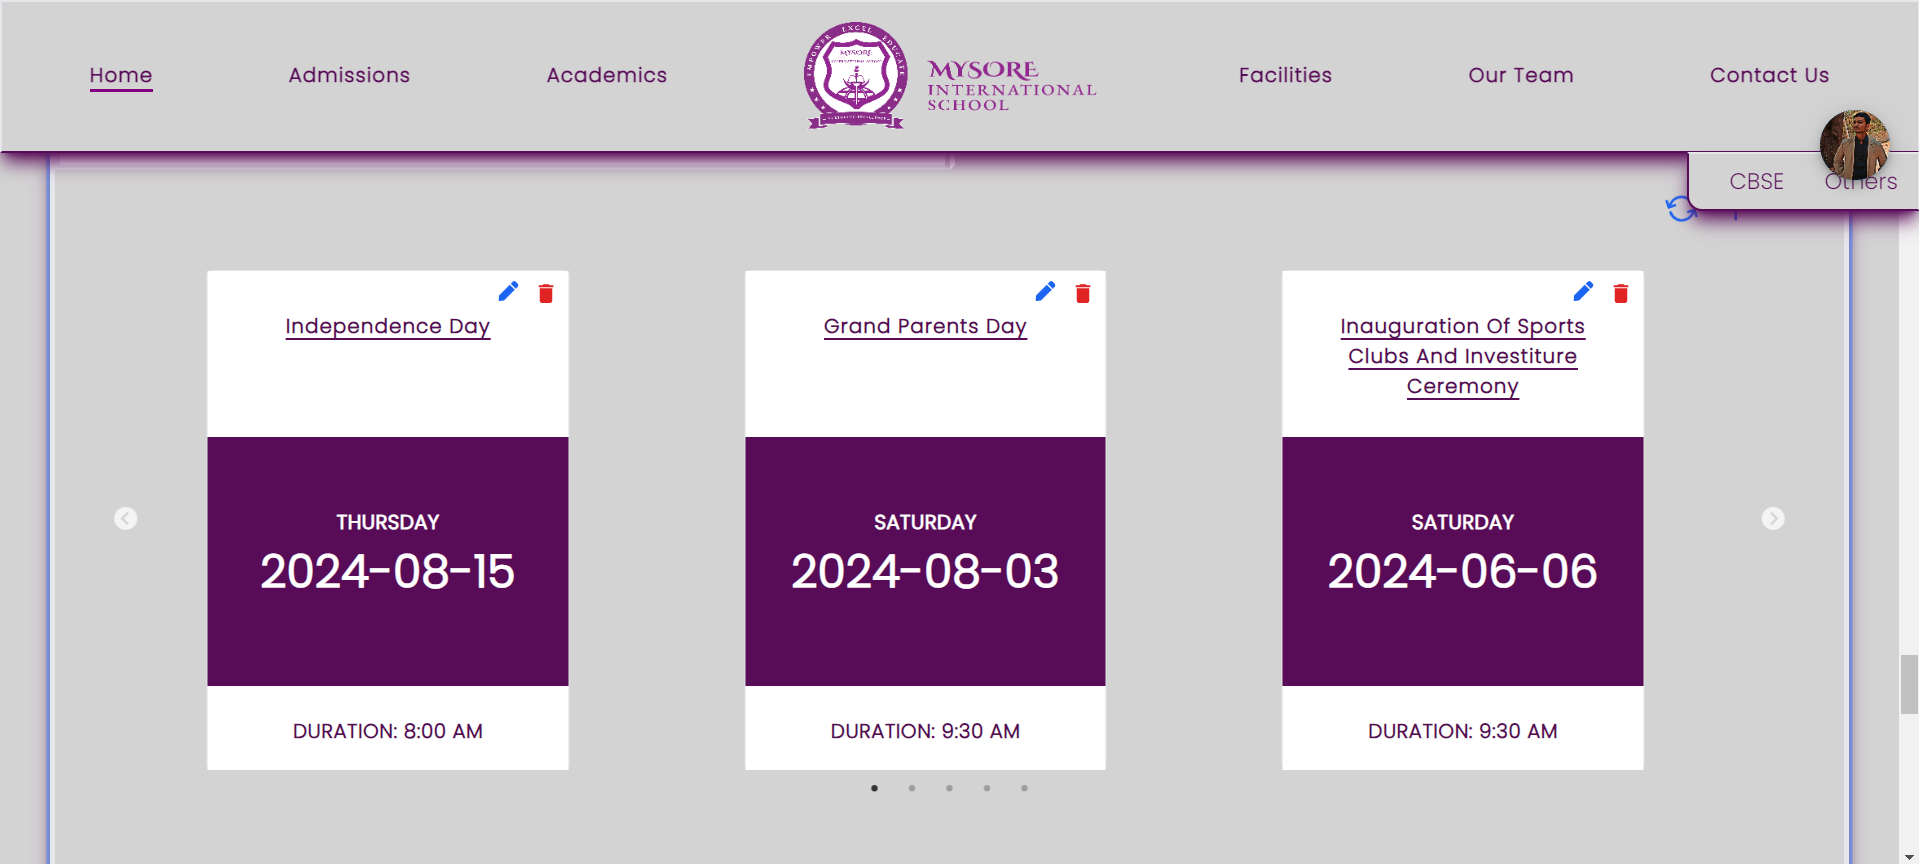 Home
Admissions
Academics
EMPOWER EXCEL EDUCATE
MYSORE
MYSORE
INTERNATIONAL
SCHOOL
Facilities
Our Team
Contact Us
CBSE
Others
Independence Day
Grand Parents Day
Inauguration Of Sports
Clubs And Investiture
Ceremony
THURSDAY
2024-08-15
SATURDAY
2024-08-03
SATURDAY
2024-06-06
DURATION: 8:00 AM
DURATION: 9:30 AM
DURATION: 9:30 AM